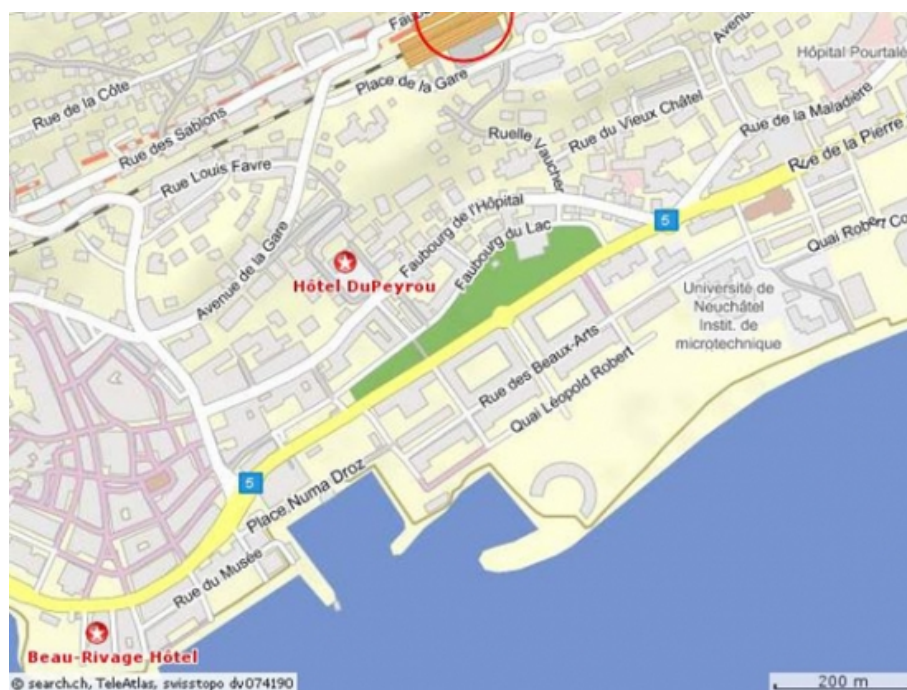 Faubo
Place de la Gare
Avenue
Hôpital Pourtalè
Rue de la Côte
Rue des Sablons
Rue Louis Favre
Ruelle Vaucher
Rue du Vieux Châtel
Rue de la Maladière
Rue de la Pierre
5
Faubourg de l'Hôpital
Faubourg du Lac
Quai Robert Co
Avenue de la Gare
Hôtel DuPeyrou
Université de
Neuchâtel
Instit. de
microtechnique
Rue des Beaux-Arts
Quai Léopold Robert
5
Place Numa Droz
Rue du Musée
Beau-Rivage Hôtel
© search.ch, TeleAtlas, swisstopo dv074190
200 m